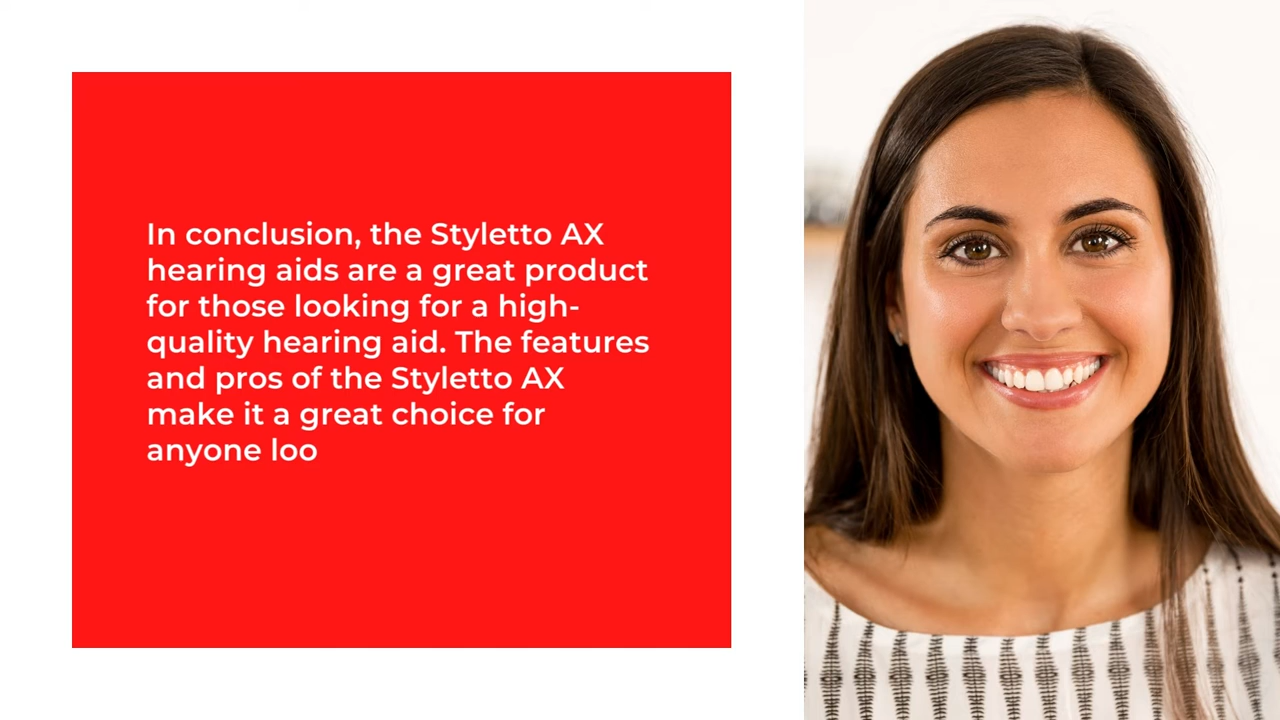 In conclusion, the Styletto AX
hearing aids are a great product
for those looking for a high-
quality hearing aid. The features
and pros of the Styletto AX
make it a great choice for
anyone loo